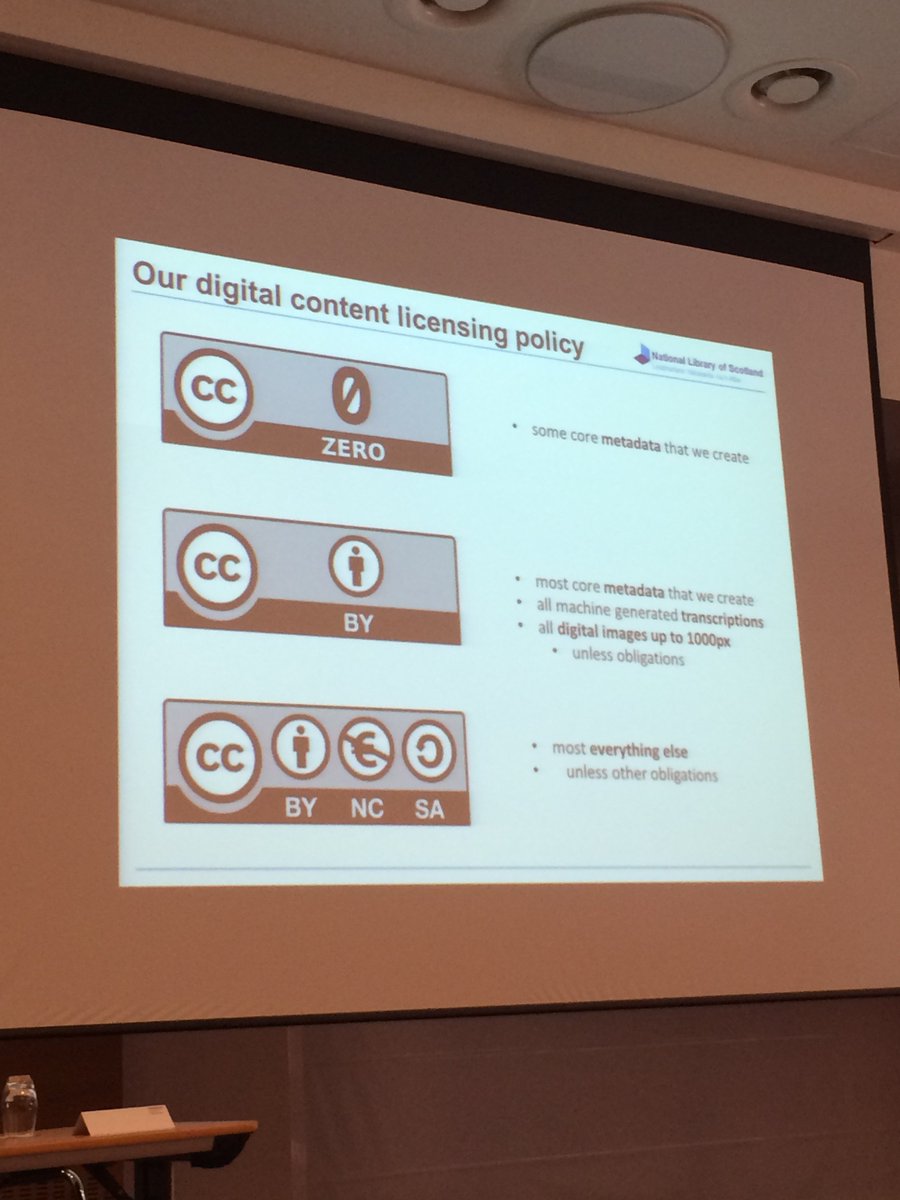 Our digital content licensing policy
National Library of Scotland
cc
ZERO
• some core metadata that we create
cc
BY
• most core metadata that we create
• all machine generated transcriptions
• all digital images up to 1000px
• unless obligations
cc
BY NC SA
• most everything else
• unless other obligations